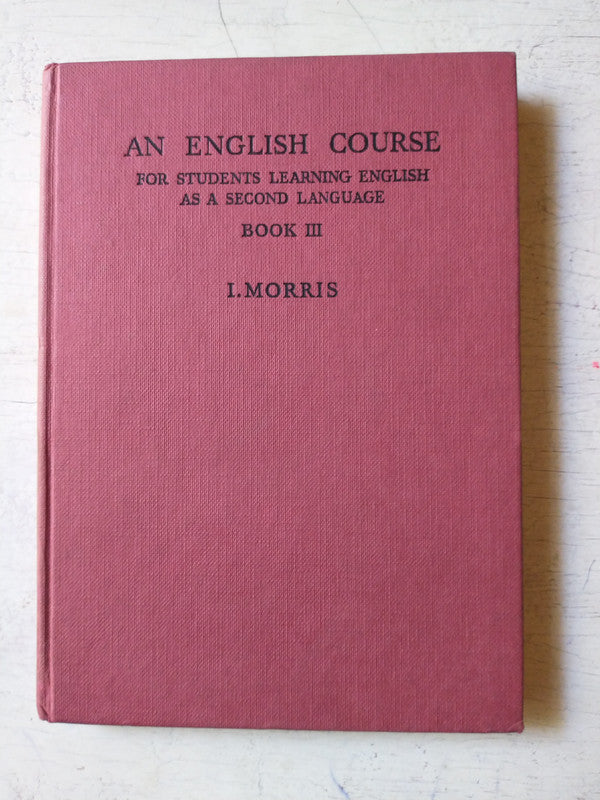 AN ENGLISH COURSE
FOR STUDENTS LEARNING ENGLISH
AS A SECOND LANGUAGE
BOOK III
I. MORRIS